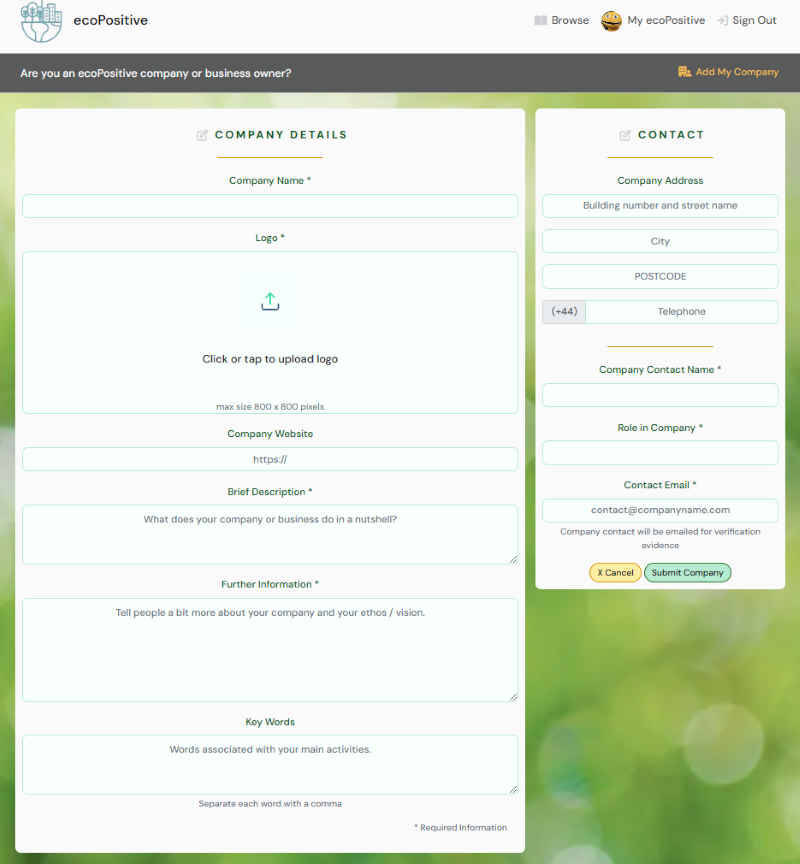 ecoPositive
Browse
My ecoPositive
Sign Out
Are you an ecoPositive company or business owner?
Add My Company
COMPANY DETAILS
Company Name *
Logo *
Click or tap to upload logo
max size 800 x 800 pixels
Company Website
https://
Brief Description *
What does your company or business do in a nutshell?
Further Information *
Tell people a bit more about your company and your ethos / vision.
Key Words
Words associated with your main activities.
Separate each word with a comma
* Required Information
CONTACT
Company Address
Building number and street name
City
POSTCODE
(+44)
Telephone
Company Contact Name *
Role in Company *
Contact Email *
contact@companyname.com
Company contact will be emailed for verification
evidence
X Cancel
Submit Company